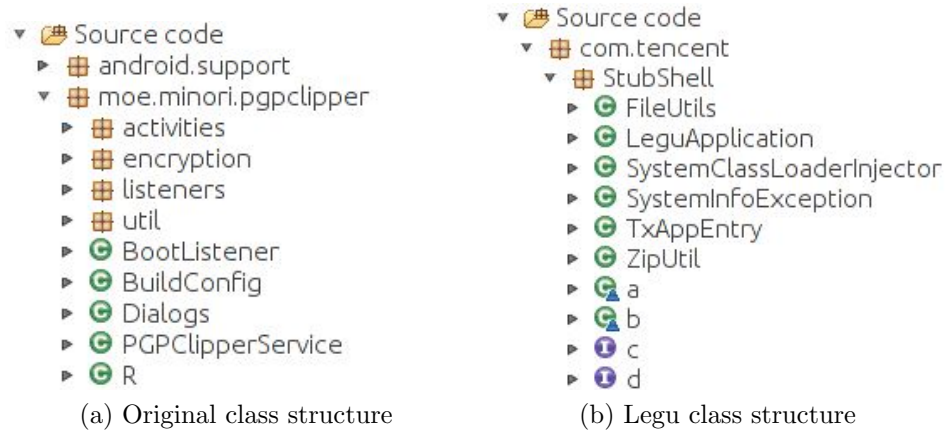 Source code
android.support
moe.minori.pgpclipper
activities
encryption
listeners
util
BootListener
BuildConfig
Dialogs
PGPClipperService
R
(a) Original class structure
Source code
com.tencent
StubShell
FileUtils
LeguApplication
SystemClassLoaderInjector
SystemInfoException
TxAppEntry
ZipUtil
a
b
c
d
(b) Legu class structure